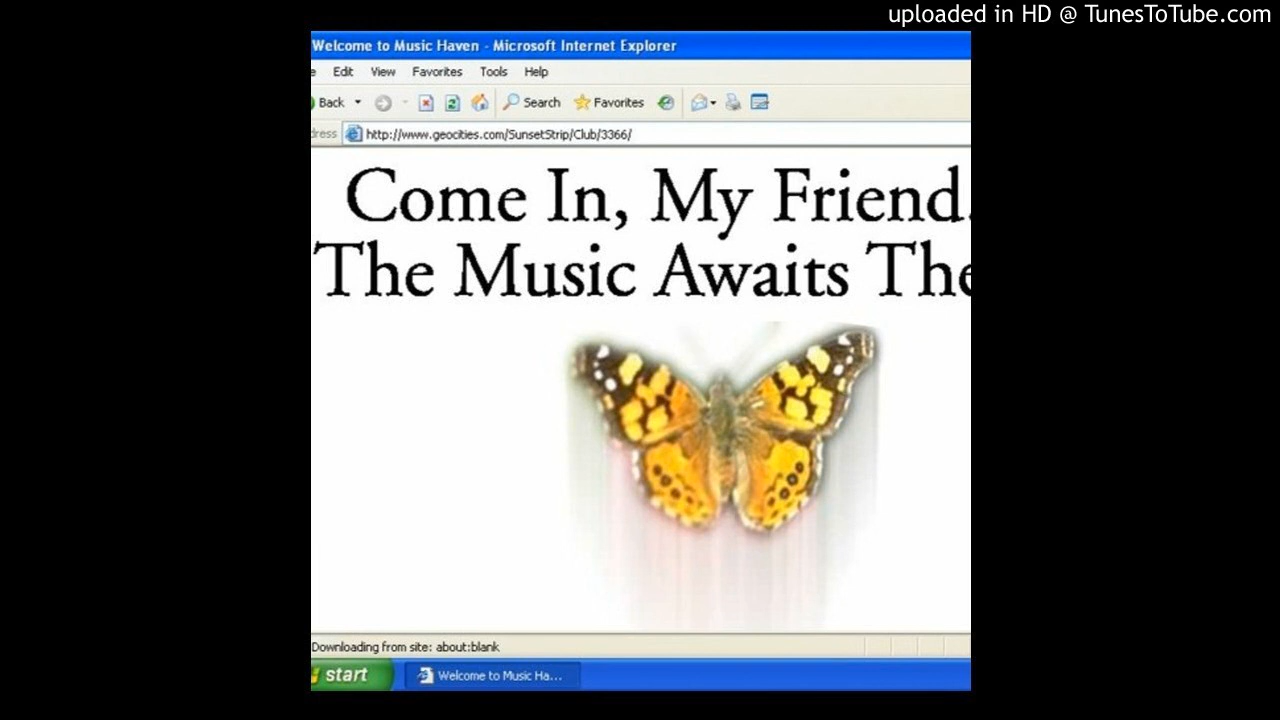 uploaded in HD @ TunesToTube.com
Welcome to Music Haven - Microsoft Internet Explorer
e Edit View Favorites Tools Help
Back Search Favorites
dress http://www.geocities.com/SunsetStrip/Club/3366/
Come In, My Friend.
The Music Awaits The
Downloading from site: about:blank
start Welcome to Music Ha...